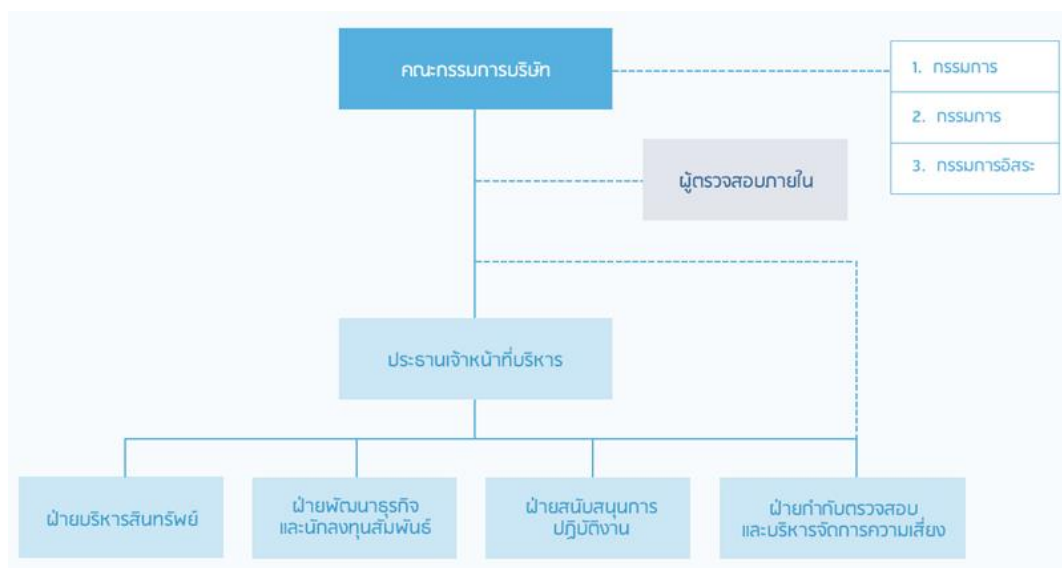 คณะกรรมการบริษัท
1. กรรมการ
2. กรรมการ
3. กรรมการอิสระ
ผู้ตรวจสอบภายใน
ประธานเจ้าหน้าที่บริหาร
ฝ่ายบริหารสินทรัพย์
ฝ่ายพัฒนาธุรกิจ
และนักลงทุนสัมพันธ์
ฝ่ายสนับสนุนการ
ปฏิบัติงาน
ฝ่ายกำกับตรวจสอบ
และบริหารจัดการความเสี่ยง